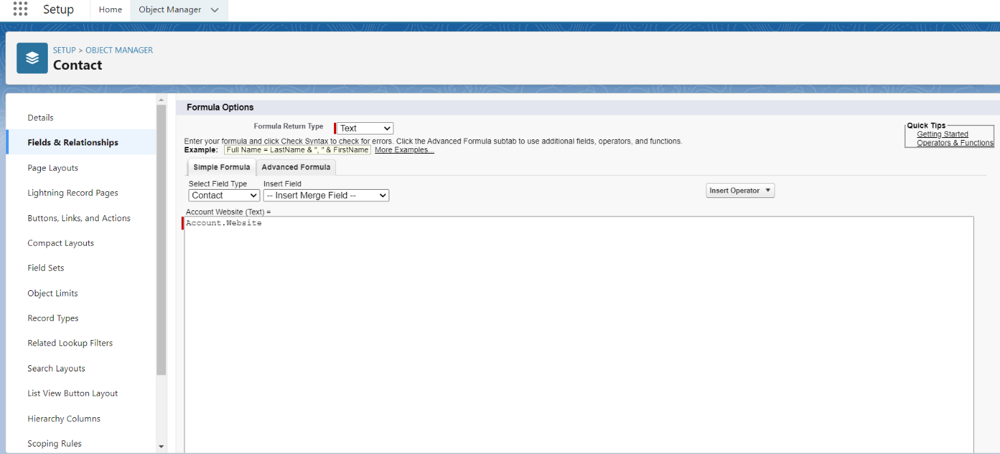 Setup
Home
Object Manager
SETUP > OBJECT MANAGER
Contact
Details
Fields & Relationships
Page Layouts
Lightning Record Pages
Buttons, Links, and Actions
Compact Layouts
Field Sets
Object Limits
Record Types
Related Lookup Filters
Search Layouts
List View Button Layout
Hierarchy Columns
Scoping Rules
Formula Options
Formula Return Type Text
Quick Tips
Getting Started
Operators & Functions
Enter your formula and click Check Syntax to check for errors. Click the Advanced Formula subtab to use additional fields, operators, and functions.
Example: Full Name = LastName & ", " & FirstName More Examples...
Simple Formula Advanced Formula
Select Field Type Insert Field
Contact -- Insert Merge Field -- Insert Operator
Account Website (Text) =
Account.Website